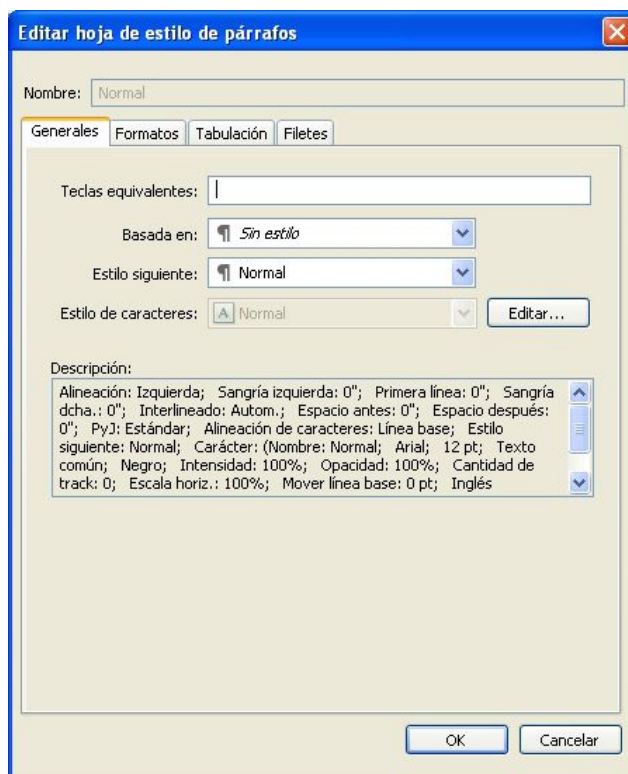 Editar hoja de estilo de párrafos
Nombre: Normal
Generales Formatos Tabulación Filetes
Teclas equivalentes:
Basada en: ¶ Sin estilo
Estilo siguiente: ¶ Normal
Estilo de caracteres: A Normal Editar...
Descripción:
Alineación: Izquierda; Sangría izquierda: 0"; Primera línea: 0"; Sangría
dcha.: 0"; Interlineado: Autom.; Espacio antes: 0"; Espacio después:
0"; PyJ: Estándar; Alineación de caracteres: Línea base; Estilo
siguiente: Normal; Carácter: (Nombre: Normal; Arial; 12 pt; Texto
común; Negro; Intensidad: 100%; Opacidad: 100%; Cantidad de
track: 0; Escala horiz.: 100%; Mover línea base: 0 pt; Inglés
OK Cancelar